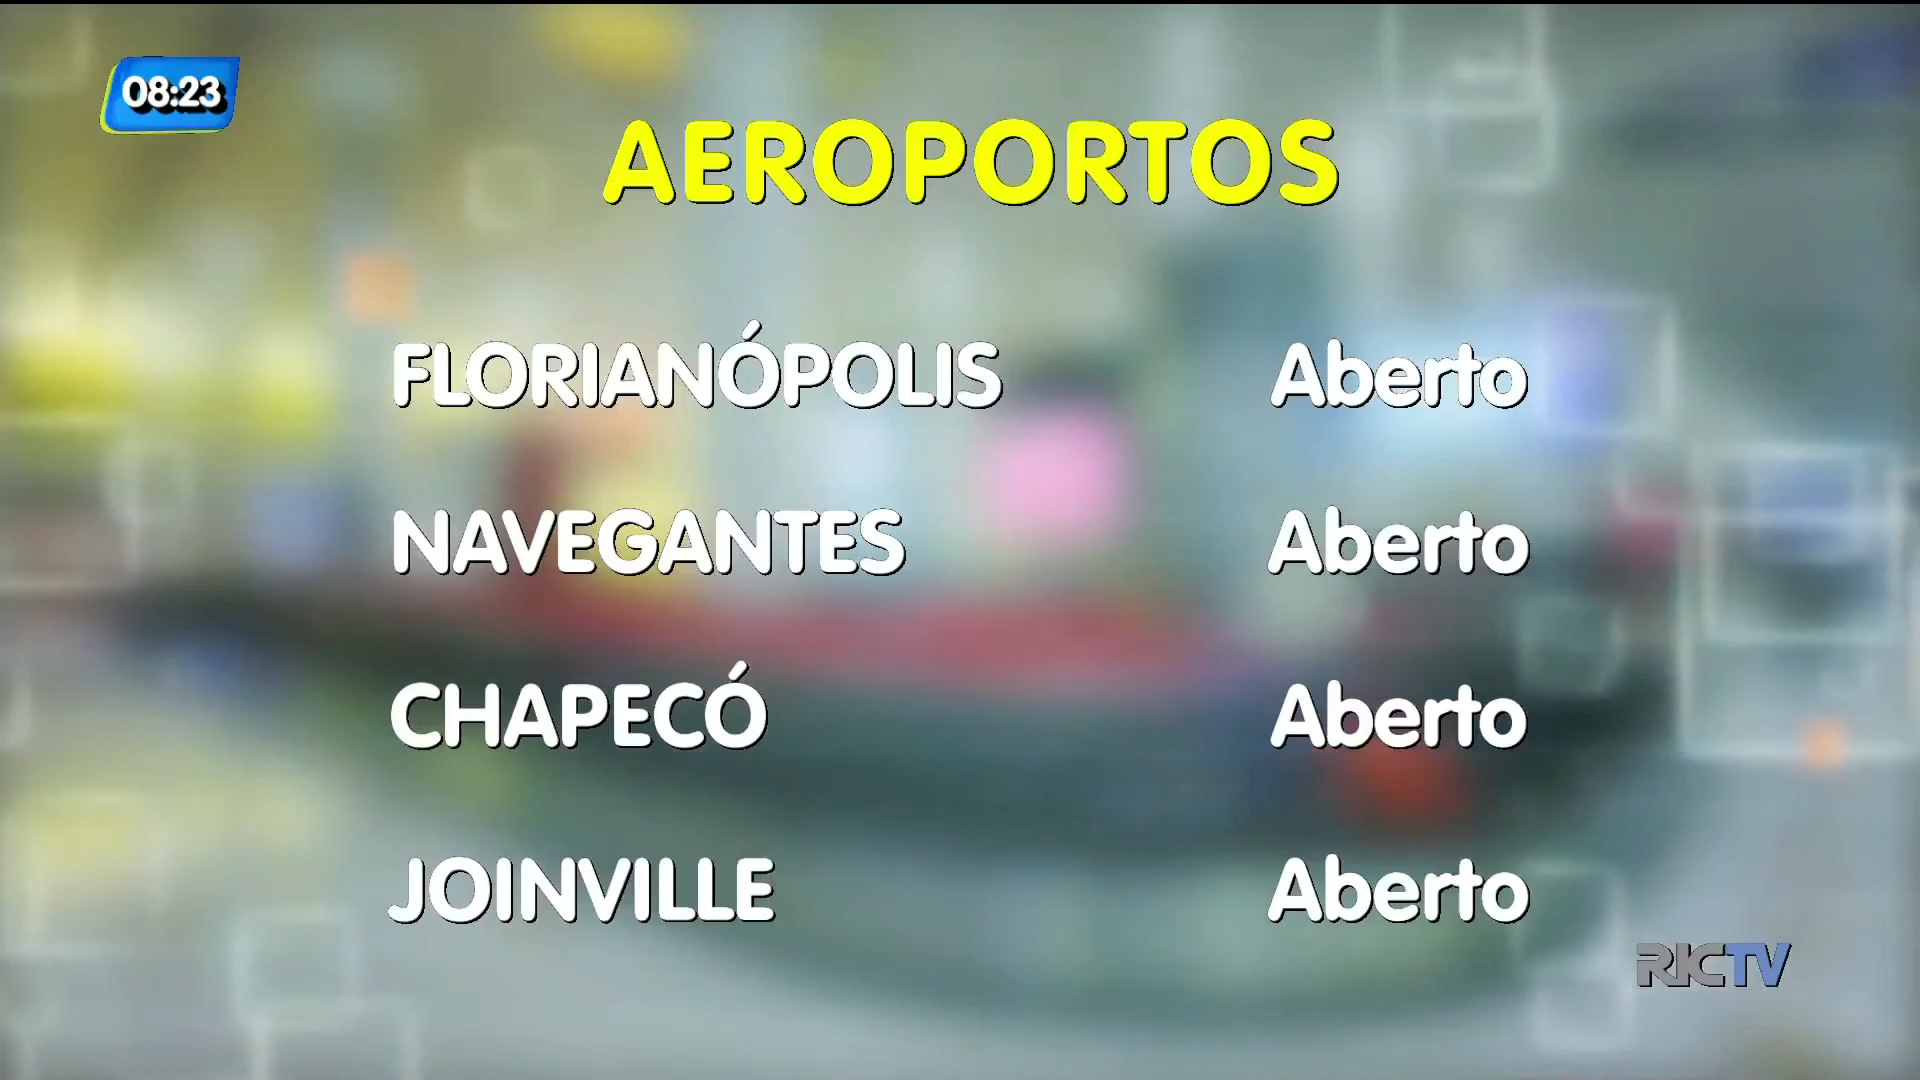 08:23
AEROPORTOS
FLORIANÓPOLIS Aberto
NAVEGANTES Aberto
CHAPECÓ Aberto
JOINVILLE Aberto
RICTV